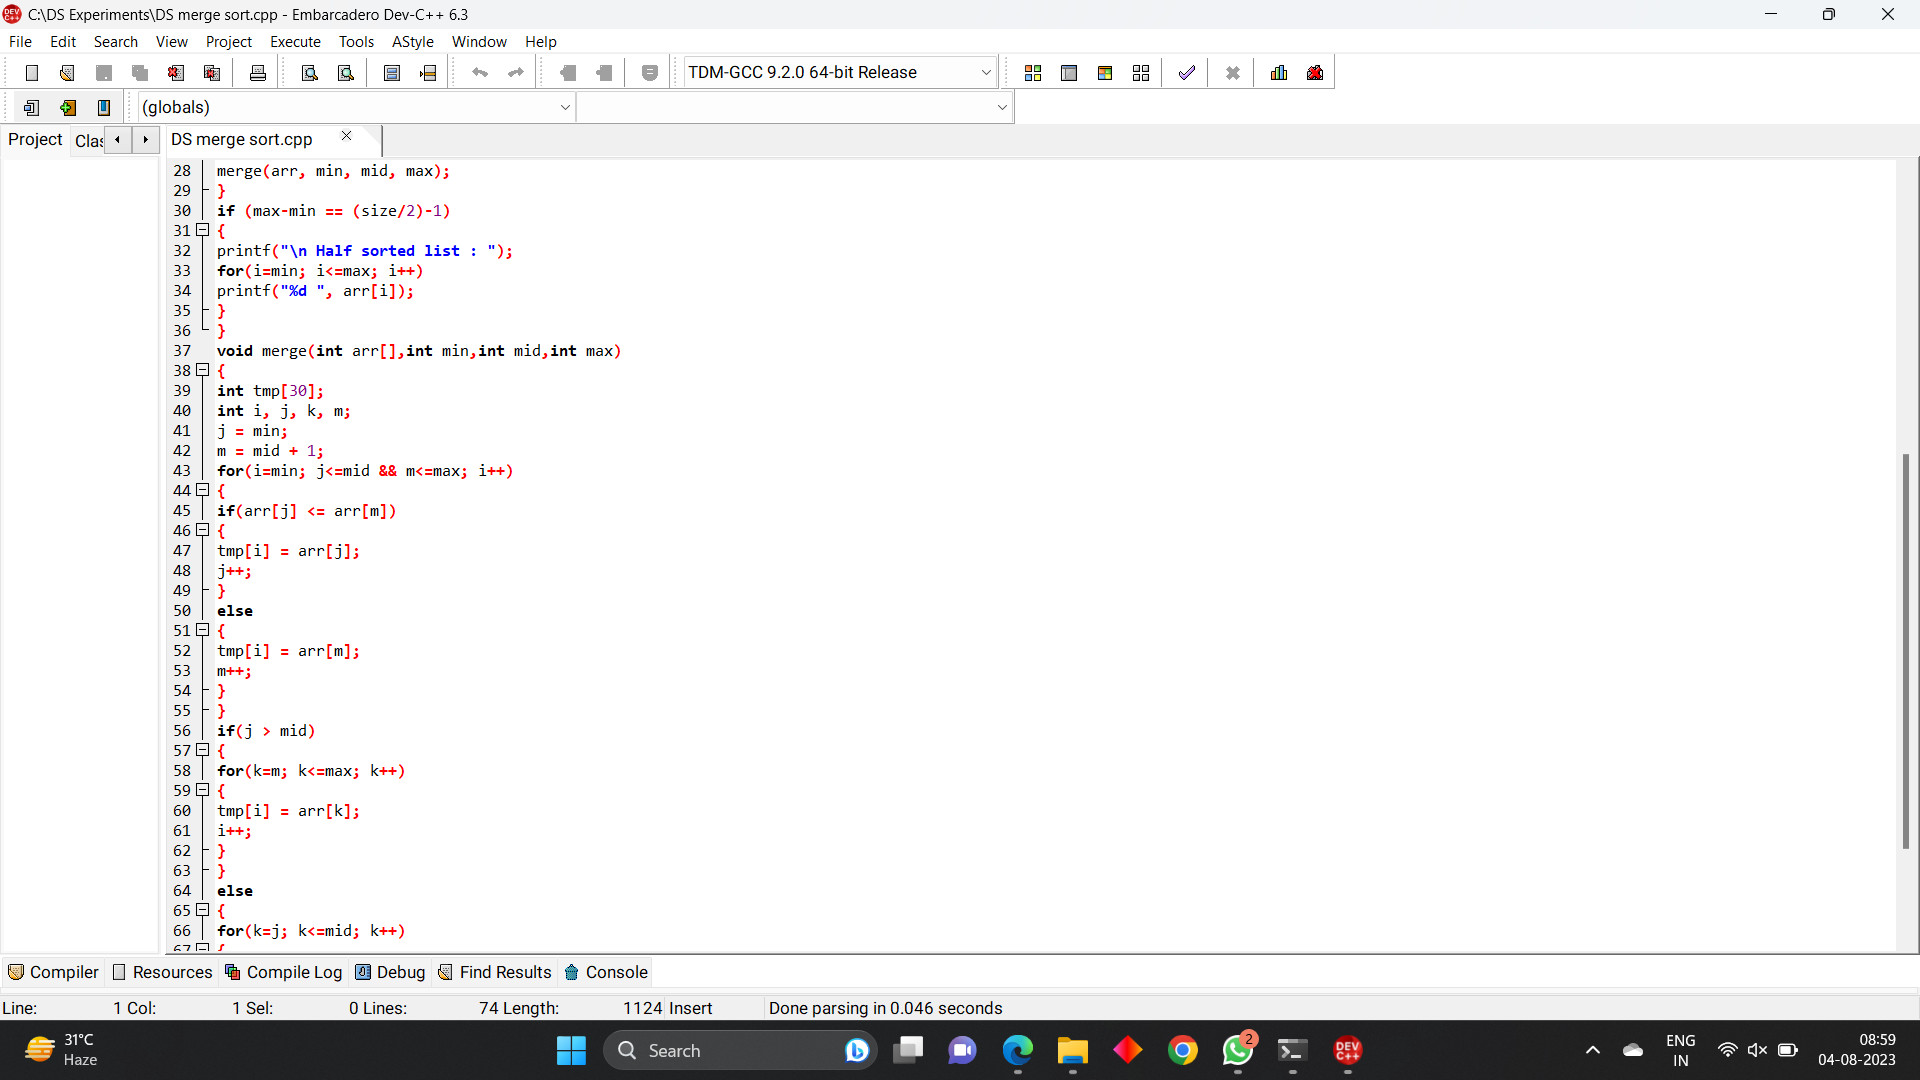 C:\DS Experiments\DS merge sort.cpp - Embarcadero Dev-C++ 6.3
File Edit Search View Project Execute Tools AStyle Window Help
TDM-GCC 9.2.0 64-bit Release
(globals)
Project Clas DS merge sort.cpp
28 merge(arr, min, mid, max);
29 }
30 if (max-min == (size/2)-1)
31 {
32 printf("\n Half sorted list : ");
33 for(i=min; i<=max; i++)
34 printf("%d ", arr[i]);
35 }
36 }
37 void merge(int arr[],int min,int mid,int max)
38 {
39 int tmp[30];
40 int i, j, k, m;
41 j = min;
42 m = mid + 1;
43 for(i=min; j<=mid && m<=max; i++)
44 {
45 if(arr[j] <= arr[m])
46 {
47 tmp[i] = arr[j];
48 j++;
49 }
50 else
51 {
52 tmp[i] = arr[m];
53 m++;
54 }
55 }
56 if(j > mid)
57 {
58 for(k=m; k<=max; k++)
59 {
60 tmp[i] = arr[k];
61 i++;
62 }
63 }
64 else
65 {
66 for(k=j; k<=mid; k++)
67 {
Compiler Resources Compile Log Debug Find Results Console
Line: 1 Col: 1 Sel: 0 Lines: 74 Length: 1124 Insert Done parsing in 0.046 seconds
31°C
Haze
Search
2
DEV
C++
ENG
IN
08:59
04-08-2023